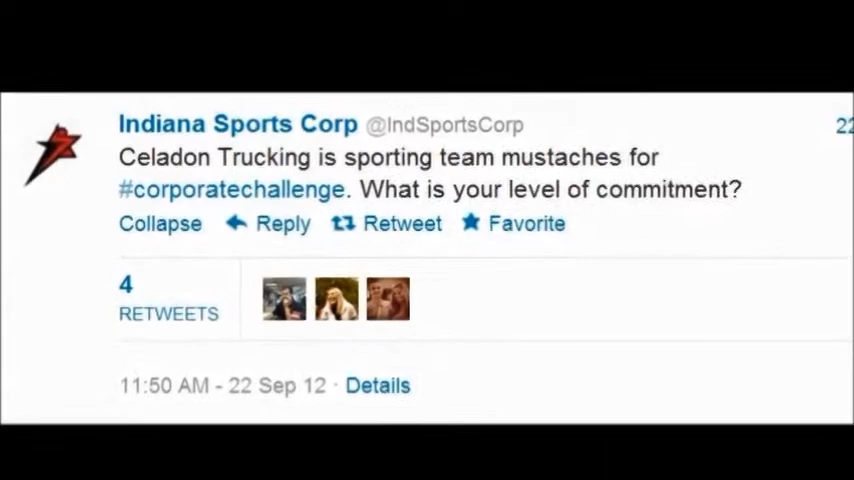 Indiana Sports Corp @IndSportsCorp 22
Celadon Trucking is sporting team mustaches for
#corporatechallenge. What is your level of commitment?
Collapse Reply Retweet Favorite
4
RETWEETS
11:50 AM - 22 Sep 12 · Details